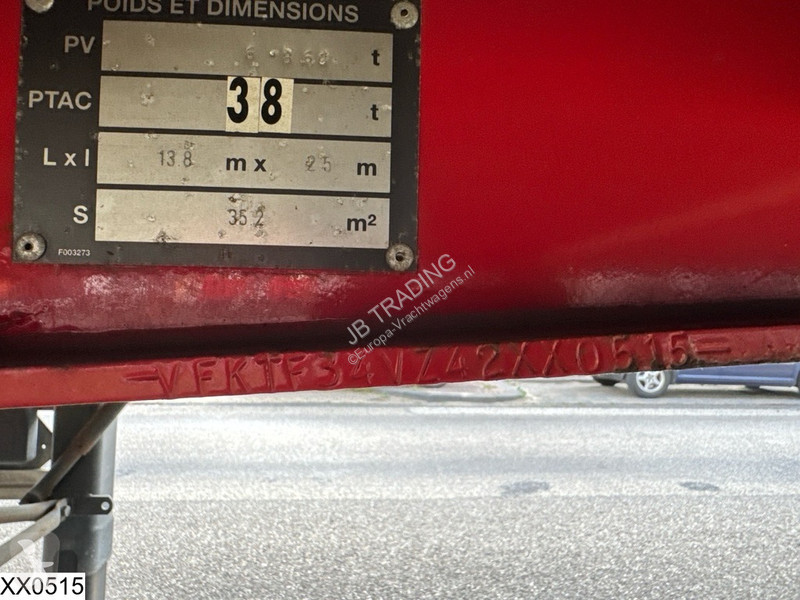 POIDS ET DIMENSIONS
PV t
PTAC 38 t
L x l 13 8 m x 2 5 m
S 35 2 m²
F003273
JB TRADING
©Europa-Vrachtwagens.nl
-VFKTF34VZ42XX0515-
XX0515